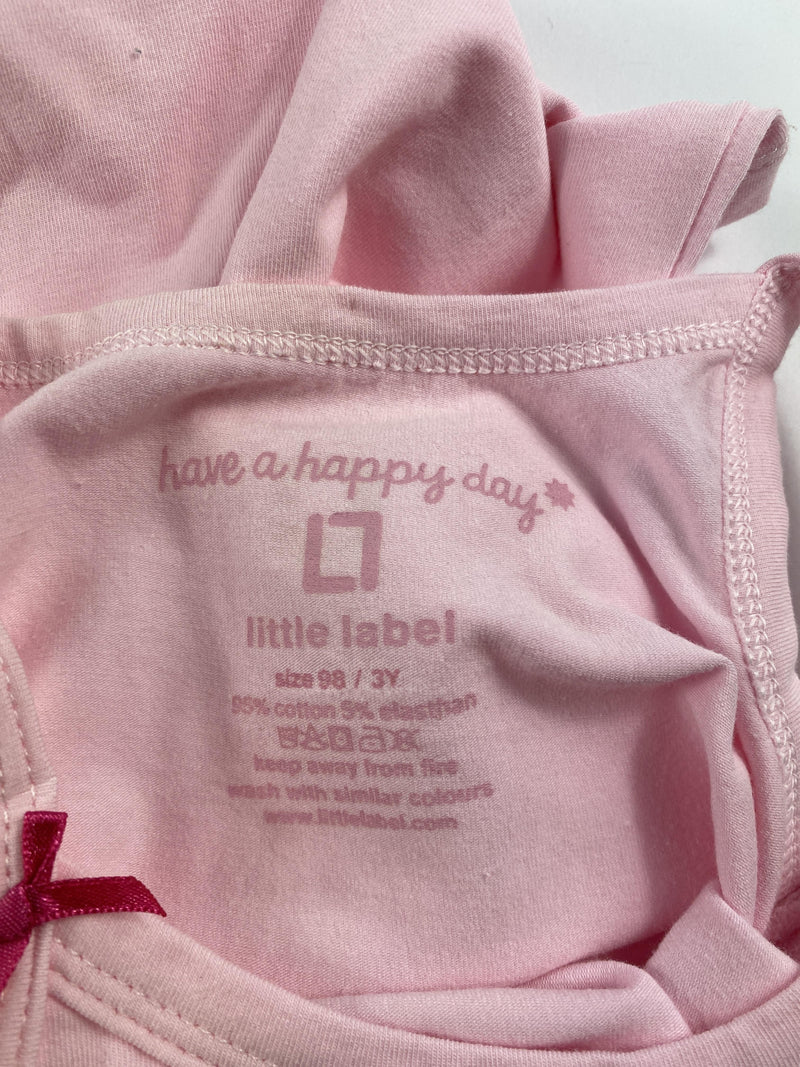 have a happy day*
little label
size 98 / 3Y
95% cotton 5% elasthan
keep away from fire
wash with similar colours
www.littlelabel.com